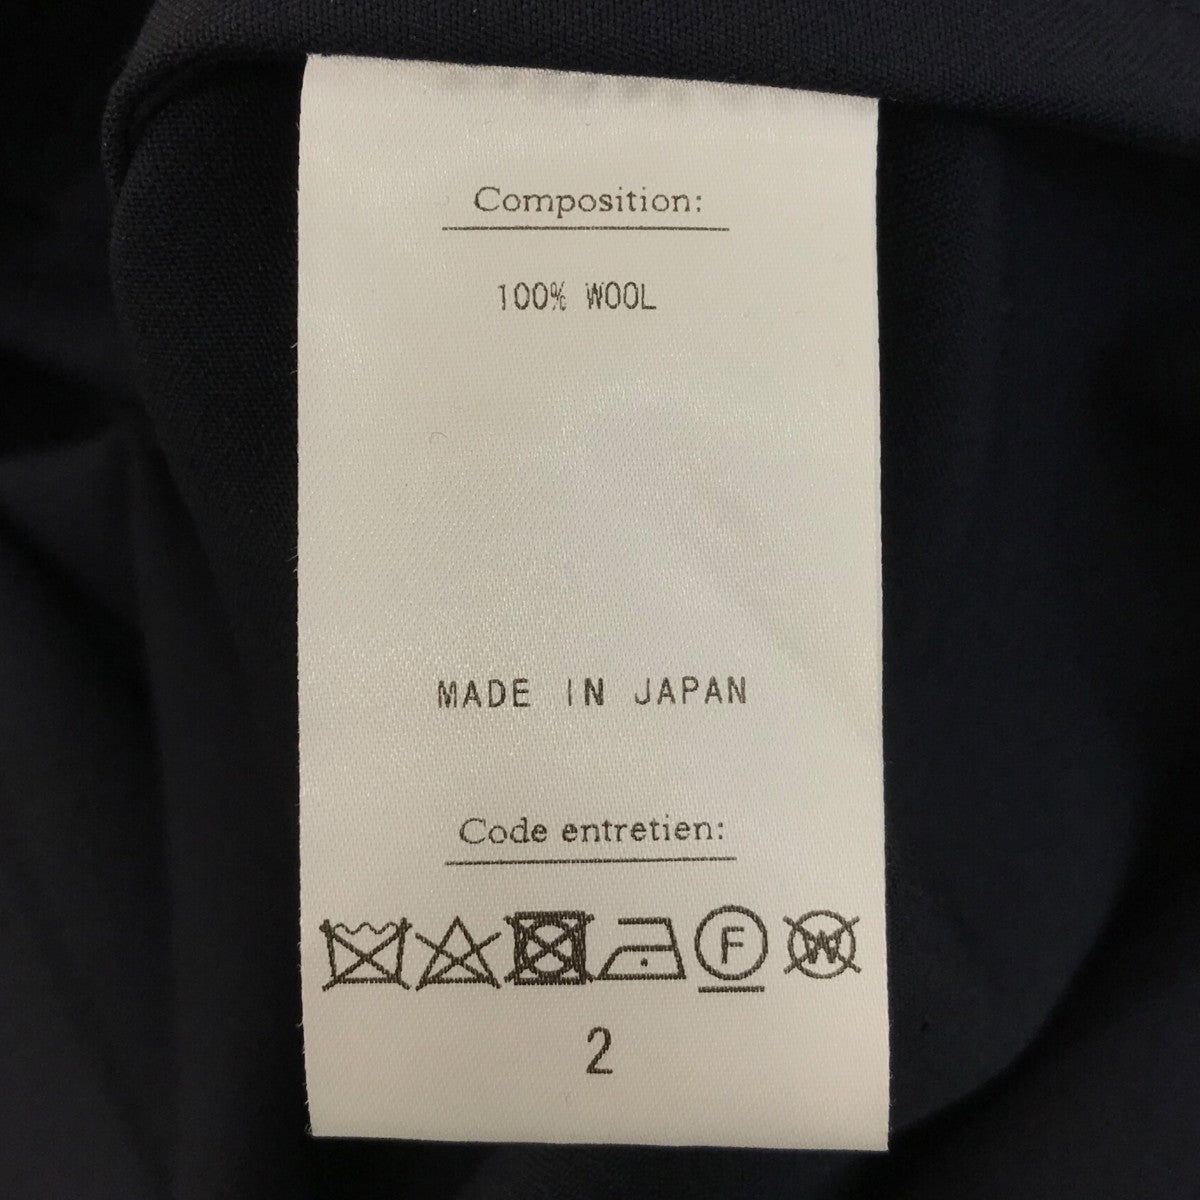 Composition:
100% WOOL
MADE IN JAPAN
Code entretien:
F W
2